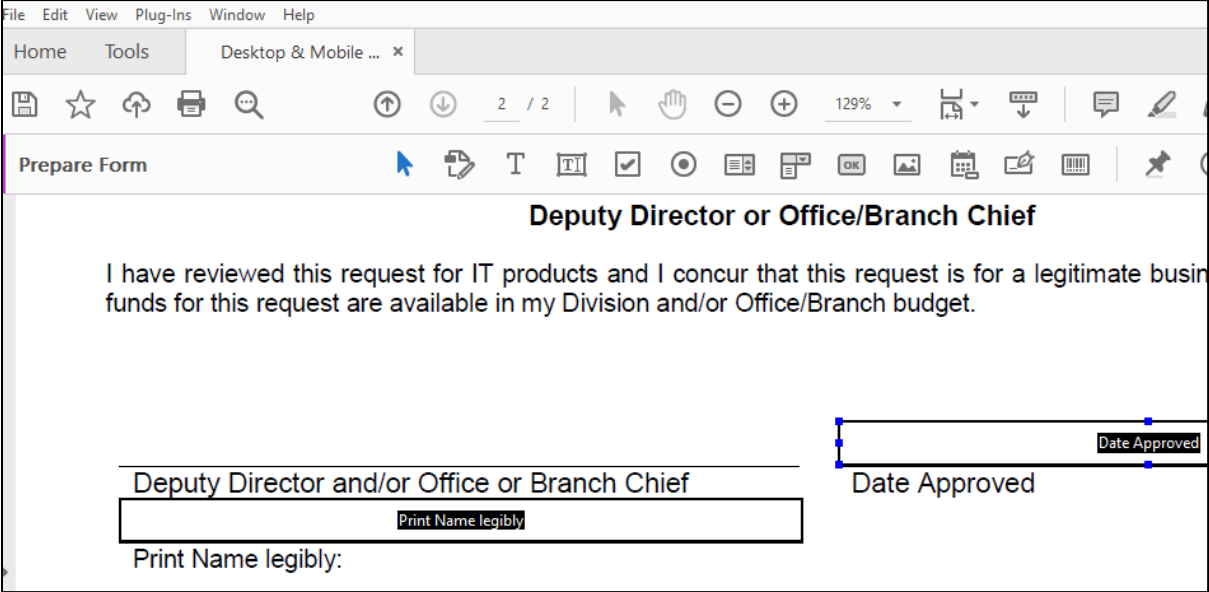 File Edit View Plug-Ins Window Help
Home Tools Desktop & Mobile ... ×
2 / 2 129%
Prepare Form T TI OK
Deputy Director or Office/Branch Chief
I have reviewed this request for IT products and I concur that this request is for a legitimate busin
funds for this request are available in my Division and/or Office/Branch budget.
Date Approved
Deputy Director and/or Office or Branch Chief Date Approved
Print Name legibly
Print Name legibly: